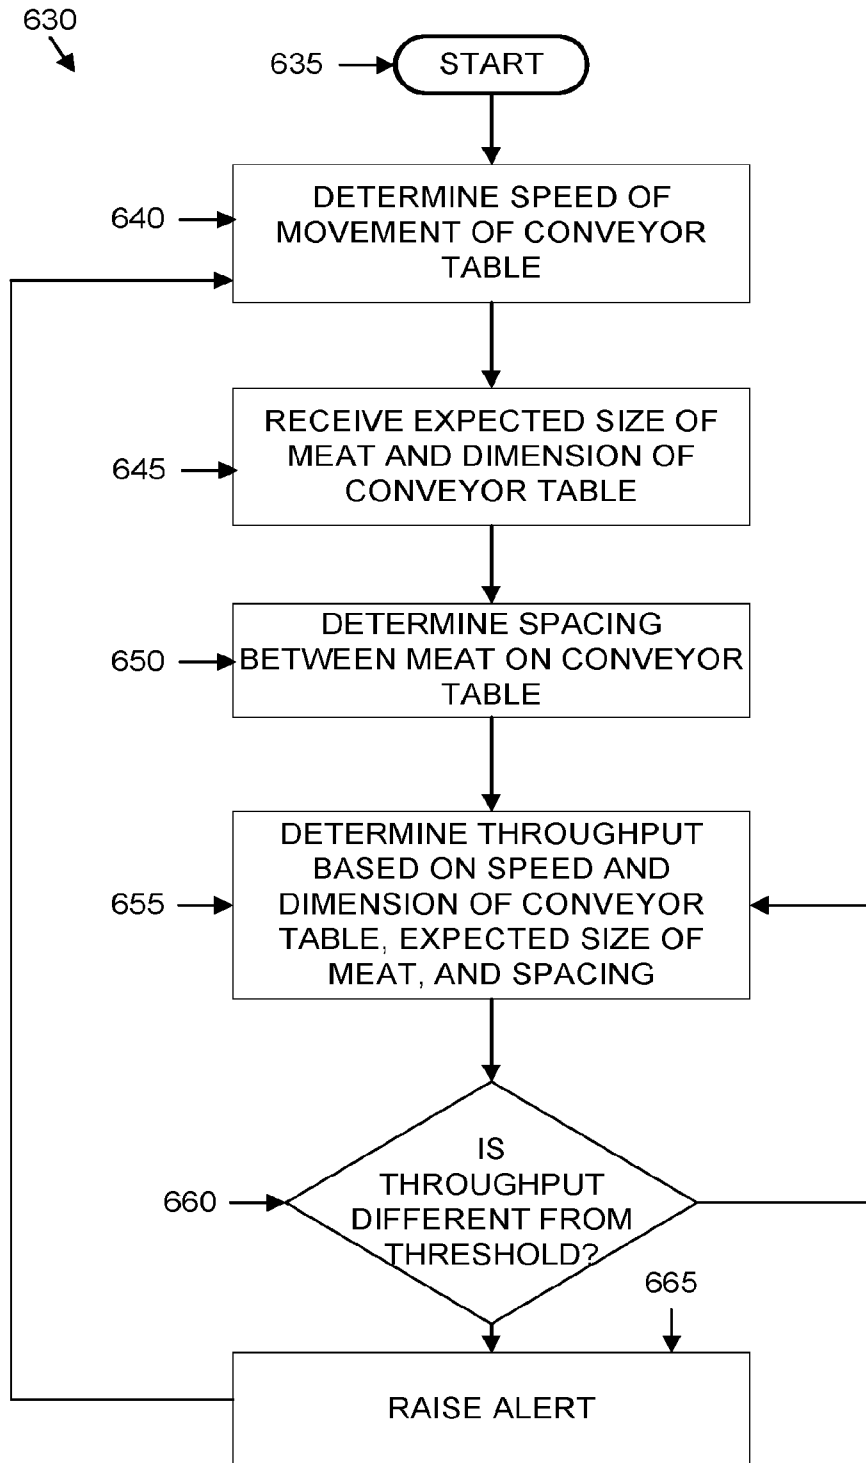 630
635
START
640
DETERMINE SPEED OF
MOVEMENT OF CONVEYOR
TABLE
645
RECEIVE EXPECTED SIZE OF
MEAT AND DIMENSION OF
CONVEYOR TABLE
650
DETERMINE SPACING
BETWEEN MEAT ON CONVEYOR
TABLE
655
DETERMINE THROUGHPUT
BASED ON SPEED AND
DIMENSION OF CONVEYOR
TABLE, EXPECTED SIZE OF
MEAT, AND SPACING
660
IS
THROUGHPUT
DIFFERENT FROM
THRESHOLD?
665
RAISE ALERT